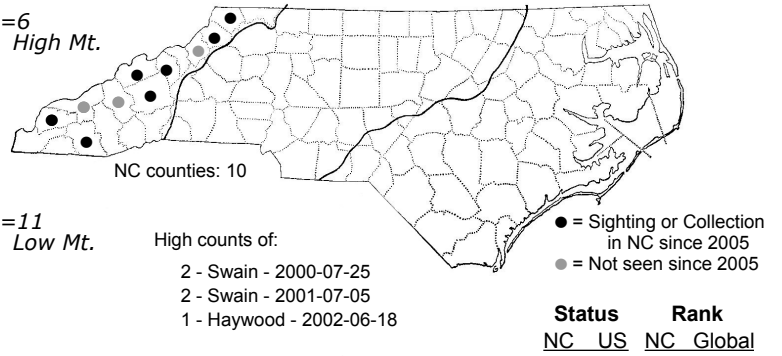 =6
High Mt.
NC counties: 10
=11
Low Mt.
High counts of:
2 - Swain - 2000-07-25
2 - Swain - 2001-07-05
1 - Haywood - 2002-06-18
= Sighting or Collection
in NC since 2005
= Not seen since 2005
Status Rank
NC US NC Global